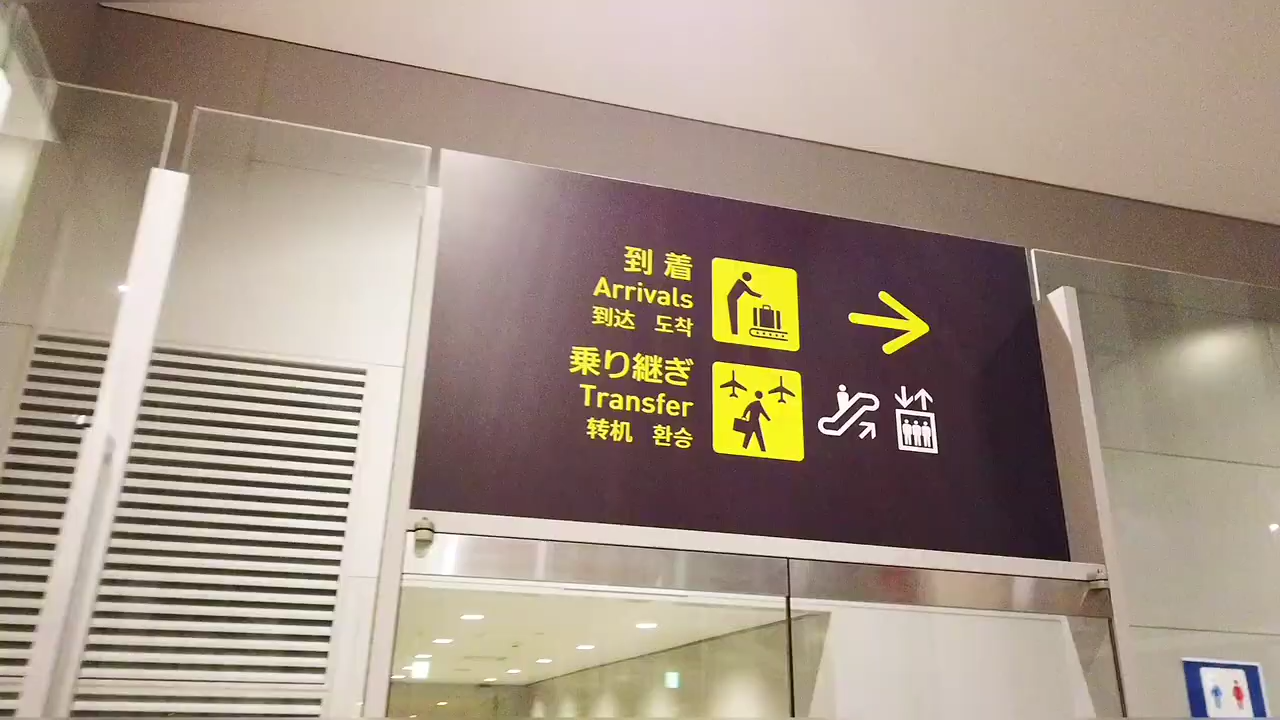 到着
Arrivals
到达 도착
乗り継ぎ
Transfer
转机 환승